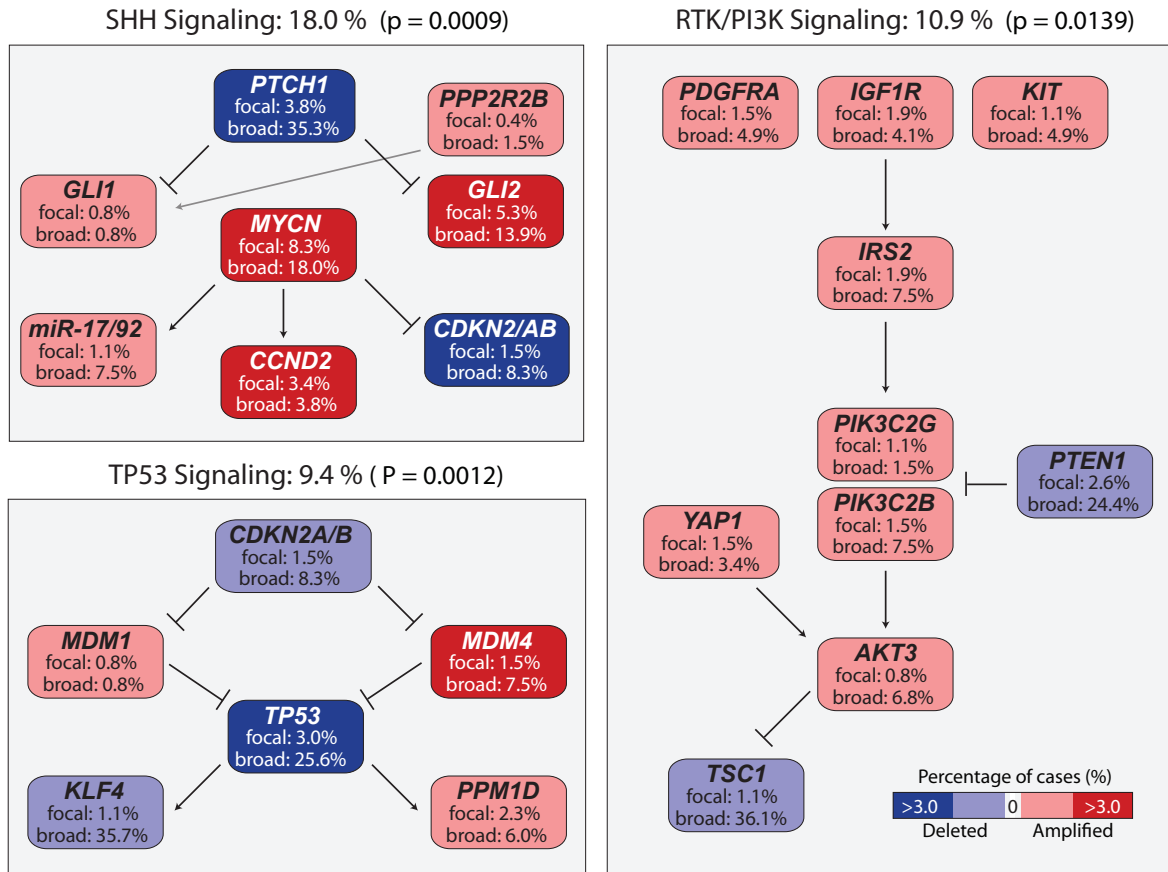 SHH Signaling: 18.0 % (p = 0.0009)
PTCH1
focal: 3.8%
broad: 35.3%
PPP2R2B
focal: 0.4%
broad: 1.5%
GLI1
focal: 0.8%
broad: 0.8%
GLI2
focal: 5.3%
broad: 13.9%
MYCN
focal: 8.3%
broad: 18.0%
miR-17/92
focal: 1.1%
broad: 7.5%
CCND2
focal: 3.4%
broad: 3.8%
CDKN2/AB
focal: 1.5%
broad: 8.3%
TP53 Signaling: 9.4 % ( P = 0.0012)
CDKN2A/B
focal: 1.5%
broad: 8.3%
MDM1
focal: 0.8%
broad: 0.8%
MDM4
focal: 1.5%
broad: 7.5%
TP53
focal: 3.0%
broad: 25.6%
KLF4
focal: 1.1%
broad: 35.7%
PPM1D
focal: 2.3%
broad: 6.0%
RTK/PI3K Signaling: 10.9 % (p = 0.0139)
PDGFRA
focal: 1.5%
broad: 4.9%
IGF1R
focal: 1.9%
broad: 4.1%
KIT
focal: 1.1%
broad: 4.9%
IRS2
focal: 1.9%
broad: 7.5%
PIK3C2G
focal: 1.1%
broad: 1.5%
PTEN1
focal: 2.6%
broad: 24.4%
PIK3C2B
focal: 1.5%
broad: 7.5%
YAP1
focal: 1.5%
broad: 3.4%
AKT3
focal: 0.8%
broad: 6.8%
TSC1
focal: 1.1%
broad: 36.1%
Percentage of cases (%)
>3.0 0 >3.0
Deleted Amplified